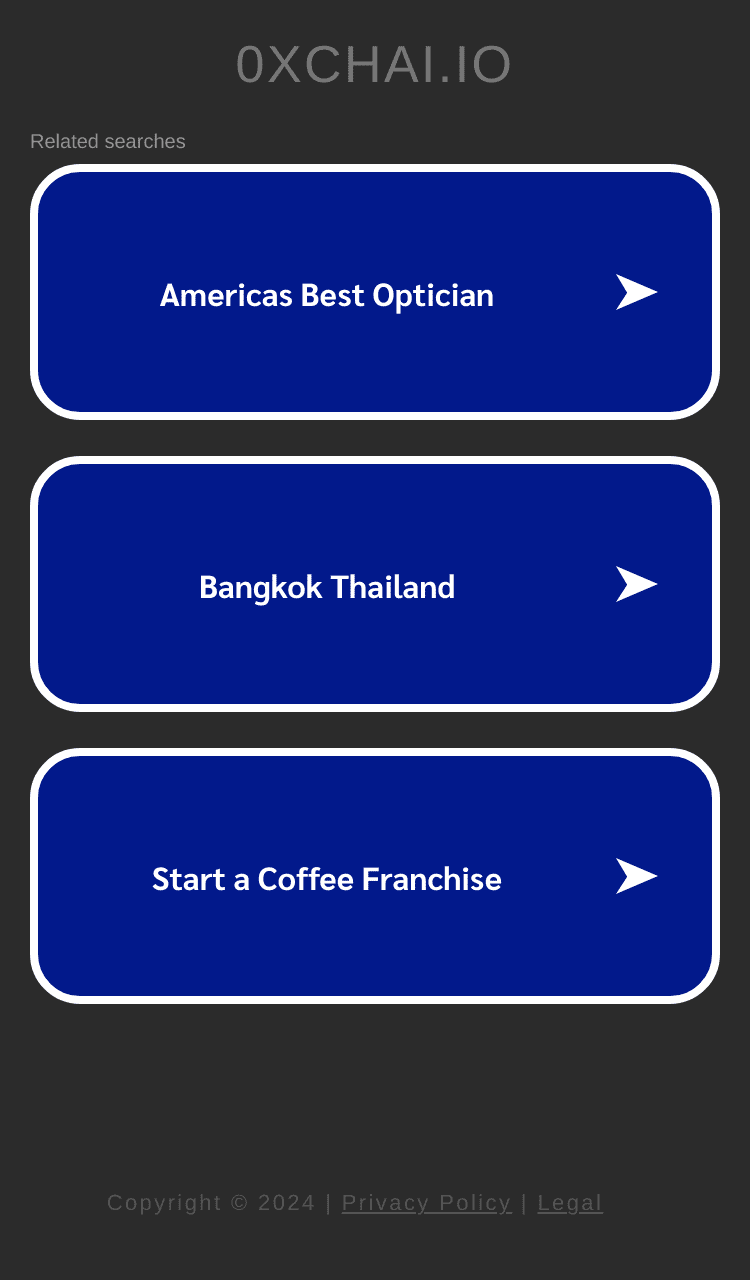 0XCHAI.IO
Related searches
Americas Best Optician
Bangkok Thailand
Start a Coffee Franchise
Copyright © 2024 | Privacy Policy | Legal